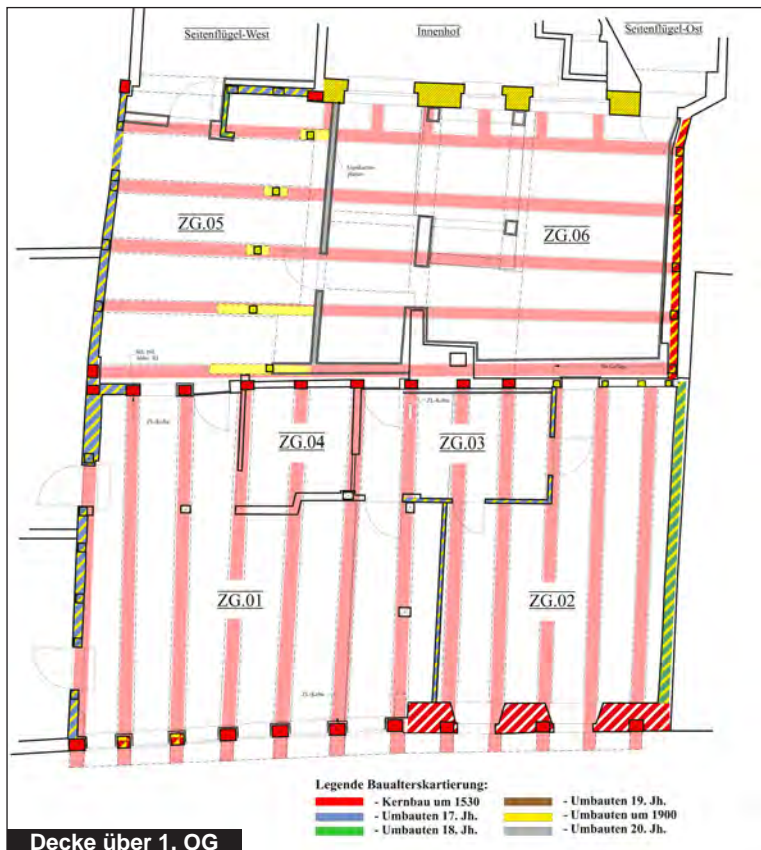 Seitenflügel-West
Innenhof
Seitenflügel-Ost
ZG.05
ZG.06
ZG.04
ZG.03
ZG.01
ZG.02
Legende Baualterskartierung:
- Kernbau um 1530
- Umbauten 17. Jh.
- Umbauten 18. Jh.
- Umbauten 19. Jh.
- Umbauten um 1900
- Umbauten 20. Jh.
Decke über 1. OG